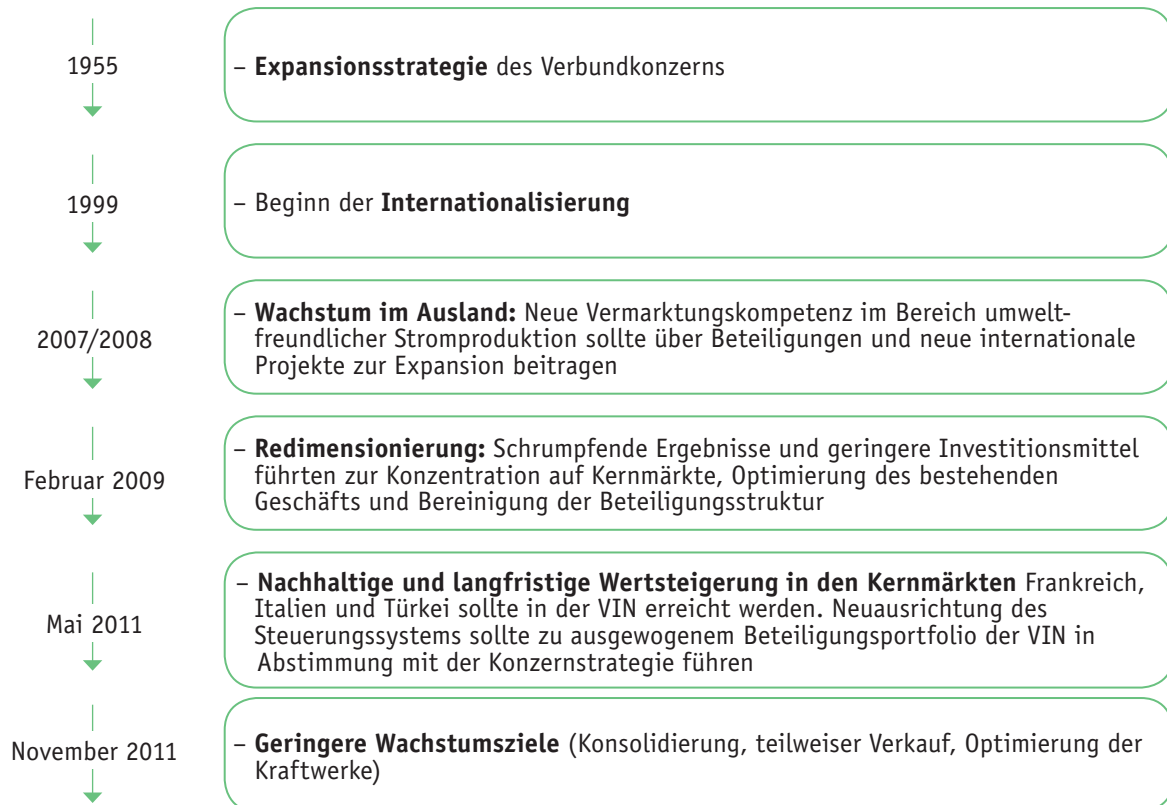 1955
– Expansionsstrategie des Verbundkonzerns
1999
– Beginn der Internationalisierung
2007/2008
– Wachstum im Ausland: Neue Vermarktungskompetenz im Bereich umwelt-
freundlicher Stromproduktion sollte über Beteiligungen und neue internationale
Projekte zur Expansion beitragen
Februar 2009
– Redimensionierung: Schrumpfende Ergebnisse und geringere Investitionsmittel
führten zur Konzentration auf Kernmärkte, Optimierung des bestehenden
Geschäfts und Bereinigung der Beteiligungsstruktur
Mai 2011
– Nachhaltige und langfristige Wertsteigerung in den Kernmärkten Frankreich,
Italien und Türkei sollte in der VIN erreicht werden. Neuausrichtung des
Steuerungssystems sollte zu ausgewogenem Beteiligungsportfolio der VIN in
Abstimmung mit der Konzernstrategie führen
November 2011
– Geringere Wachstumsziele (Konsolidierung, teilweiser Verkauf, Optimierung der
Kraftwerke)